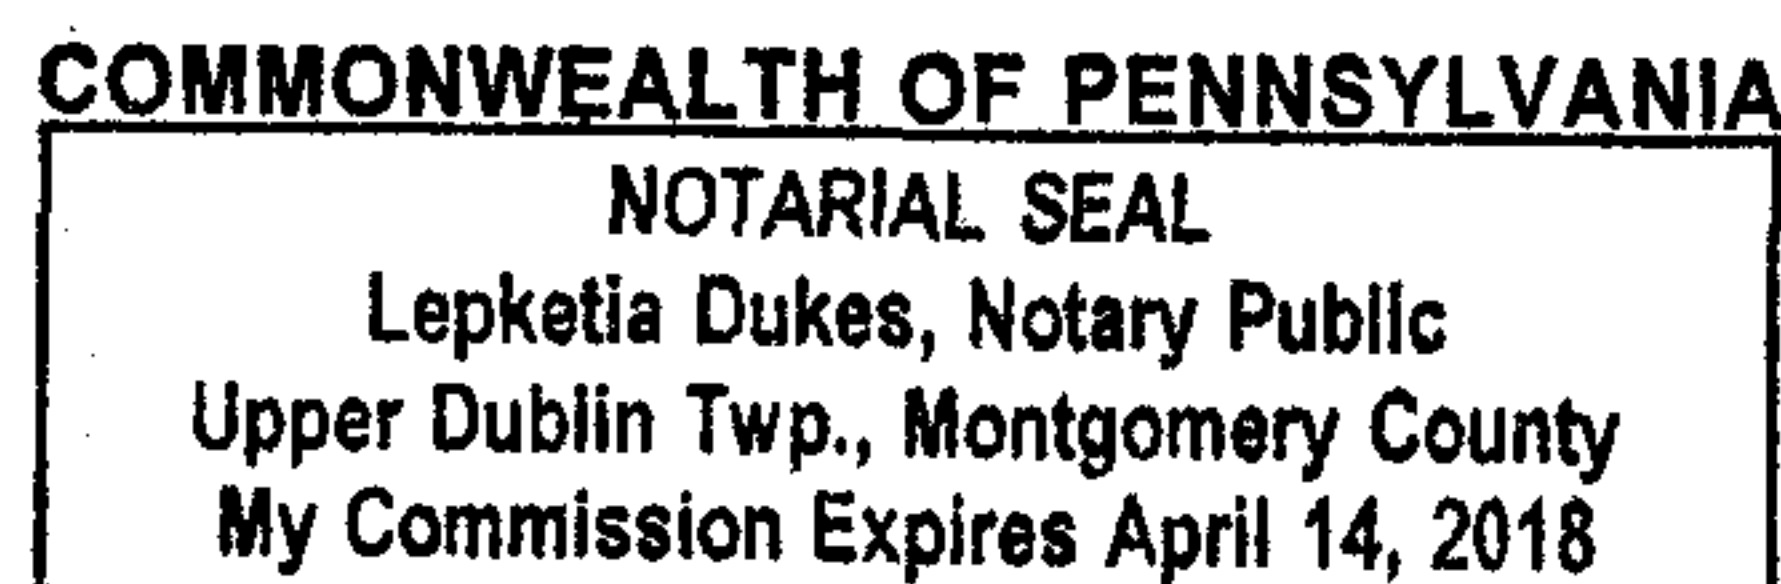 COMMONWEALTH OF PENNSYLVANIA
NOTARIAL SEAL
Lepketia Dukes, Notary Public
Upper Dublin Twp., Montgomery County
My Commission Expires April 14, 2018